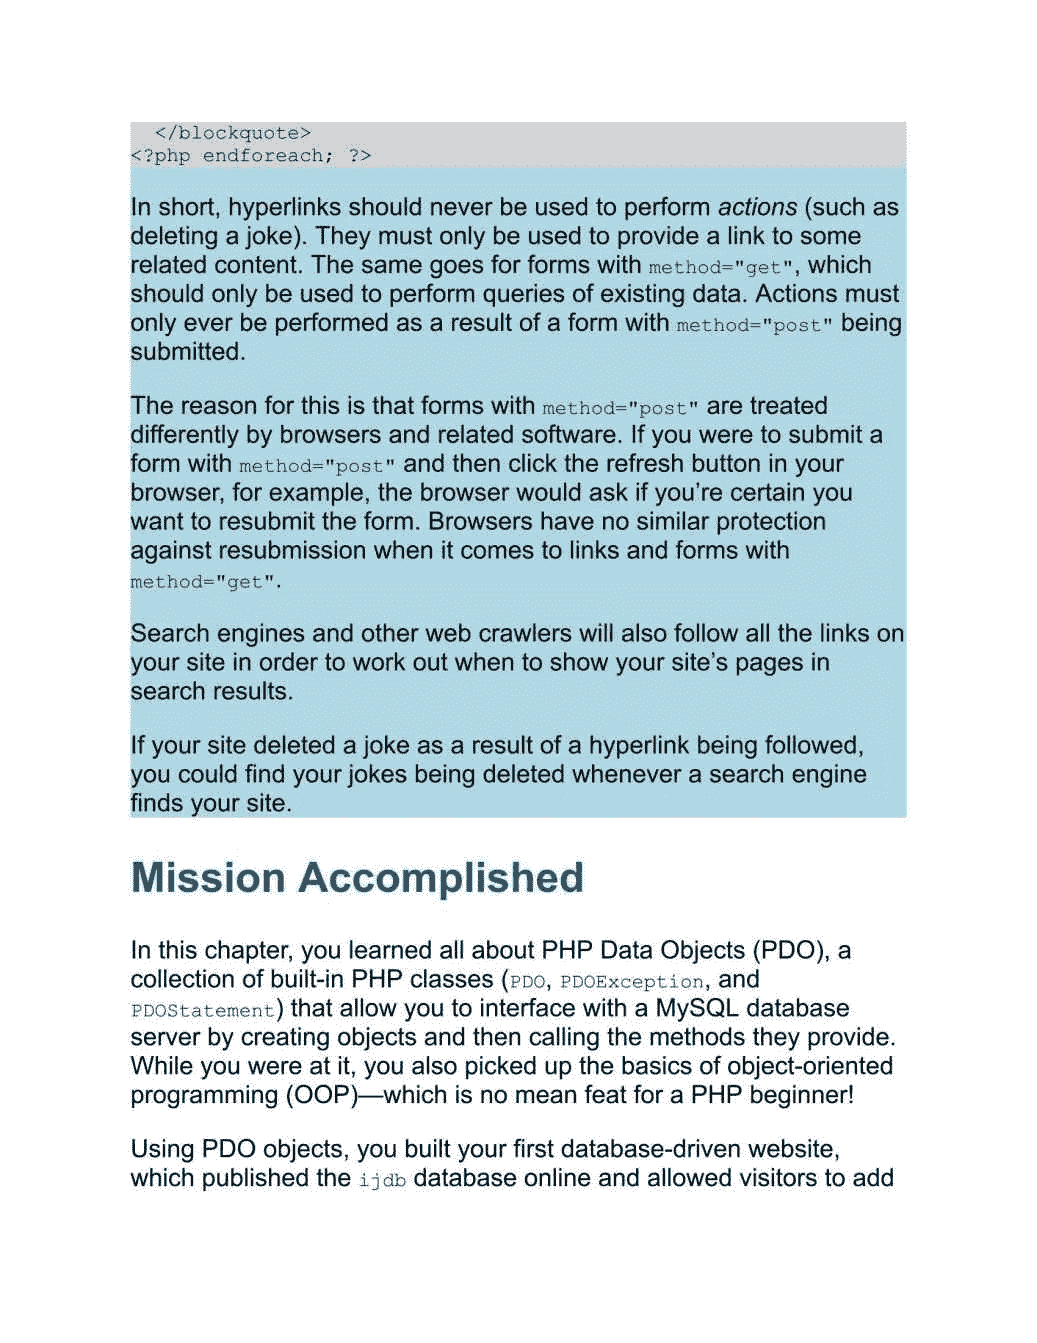 </blockquote>
<?php endforeach; ?>
In short, hyperlinks should never be used to perform actions (such as
deleting a joke). They must only be used to provide a link to some
related content. The same goes for forms with method="get", which
should only be used to perform queries of existing data. Actions must
only ever be performed as a result of a form with method="post" being
submitted.
The reason for this is that forms with method="post" are treated
differently by browsers and related software. If you were to submit a
form with method="post" and then click the refresh button in your
browser, for example, the browser would ask if you’re certain you
want to resubmit the form. Browsers have no similar protection
against resubmission when it comes to links and forms with
method="get".
Search engines and other web crawlers will also follow all the links on
your site in order to work out when to show your site’s pages in
search results.
If your site deleted a joke as a result of a hyperlink being followed,
you could find your jokes being deleted whenever a search engine
finds your site.
Mission Accomplished
In this chapter, you learned all about PHP Data Objects (PDO), a
collection of built-in PHP classes (PDO, PDOException, and
PDOStatement) that allow you to interface with a MySQL database
server by creating objects and then calling the methods they provide.
While you were at it, you also picked up the basics of object-oriented
programming (OOP)—which is no mean feat for a PHP beginner!
Using PDO objects, you built your first database-driven website,
which published the ijdb database online and allowed visitors to add